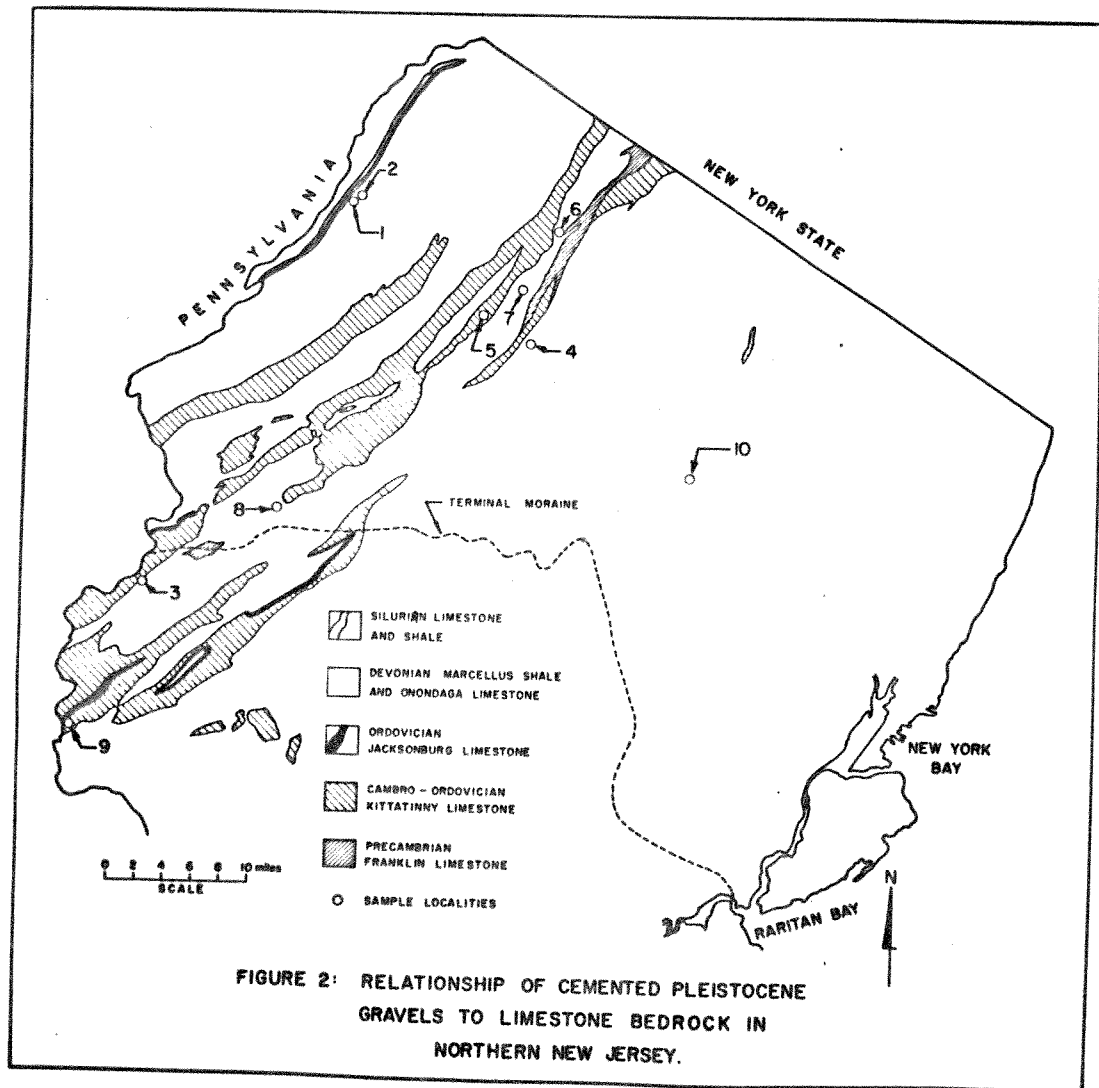 PENNSYLVANIA
NEW YORK STATE
2
1
6
7
5
4
10
8
TERMINAL MORAINE
3
9
SILURIAN LIMESTONE
AND SHALE
DEVONIAN MARCELLUS SHALE
AND ONONDAGA LIMESTONE
ORDOVICIAN
JACKSONBURG LIMESTONE
CAMBRO - ORDOVICIAN
KITTATINNY LIMESTONE
PRECAMBRIAN
FRANKLIN LIMESTONE
SAMPLE LOCALITIES
0 2 4 6 8 10 miles
SCALE
NEW YORK
BAY
RARITAN BAY
N
FIGURE 2: RELATIONSHIP OF CEMENTED PLEISTOCENE
GRAVELS TO LIMESTONE BEDROCK IN
NORTHERN NEW JERSEY.